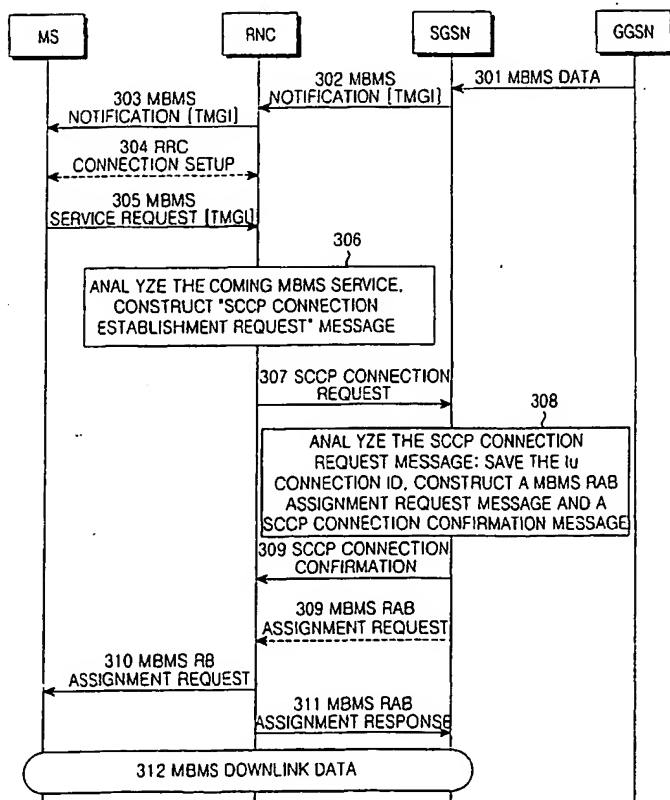 MS
RNC
SGSN
GGSN
301 MBMS DATA
302 MBMS
NOTIFICATION [TMGI]
303 MBMS
NOTIFICATION [TMGI]
304 RRC
CONNECTION SETUP
305 MBMS
SERVICE REQUEST [TMGI]
306
ANAL YZE THE COMING MBMS SERVICE,
CONSTRUCT "SCCP CONNECTION
ESTABLISHMENT REQUEST" MESSAGE
307 SCCP CONNECTION
REQUEST
308
ANAL YZE THE SCCP CONNECTION
REQUEST MESSAGE: SAVE THE Iu
CONNECTION ID, CONSTRUCT A MBMS RAB
ASSIGNMENT REQUEST MESSAGE AND A
SCCP CONNECTION CONFIRMATION MESSAGE
309 SCCP CONNECTION
CONFIRMATION
309 MBMS RAB
ASSIGNMENT REQUEST
310 MBMS RB
ASSIGNMENT REQUEST
311 MBMS RAB
ASSIGNMENT RESPONSE
312 MBMS DOWNLINK DATA